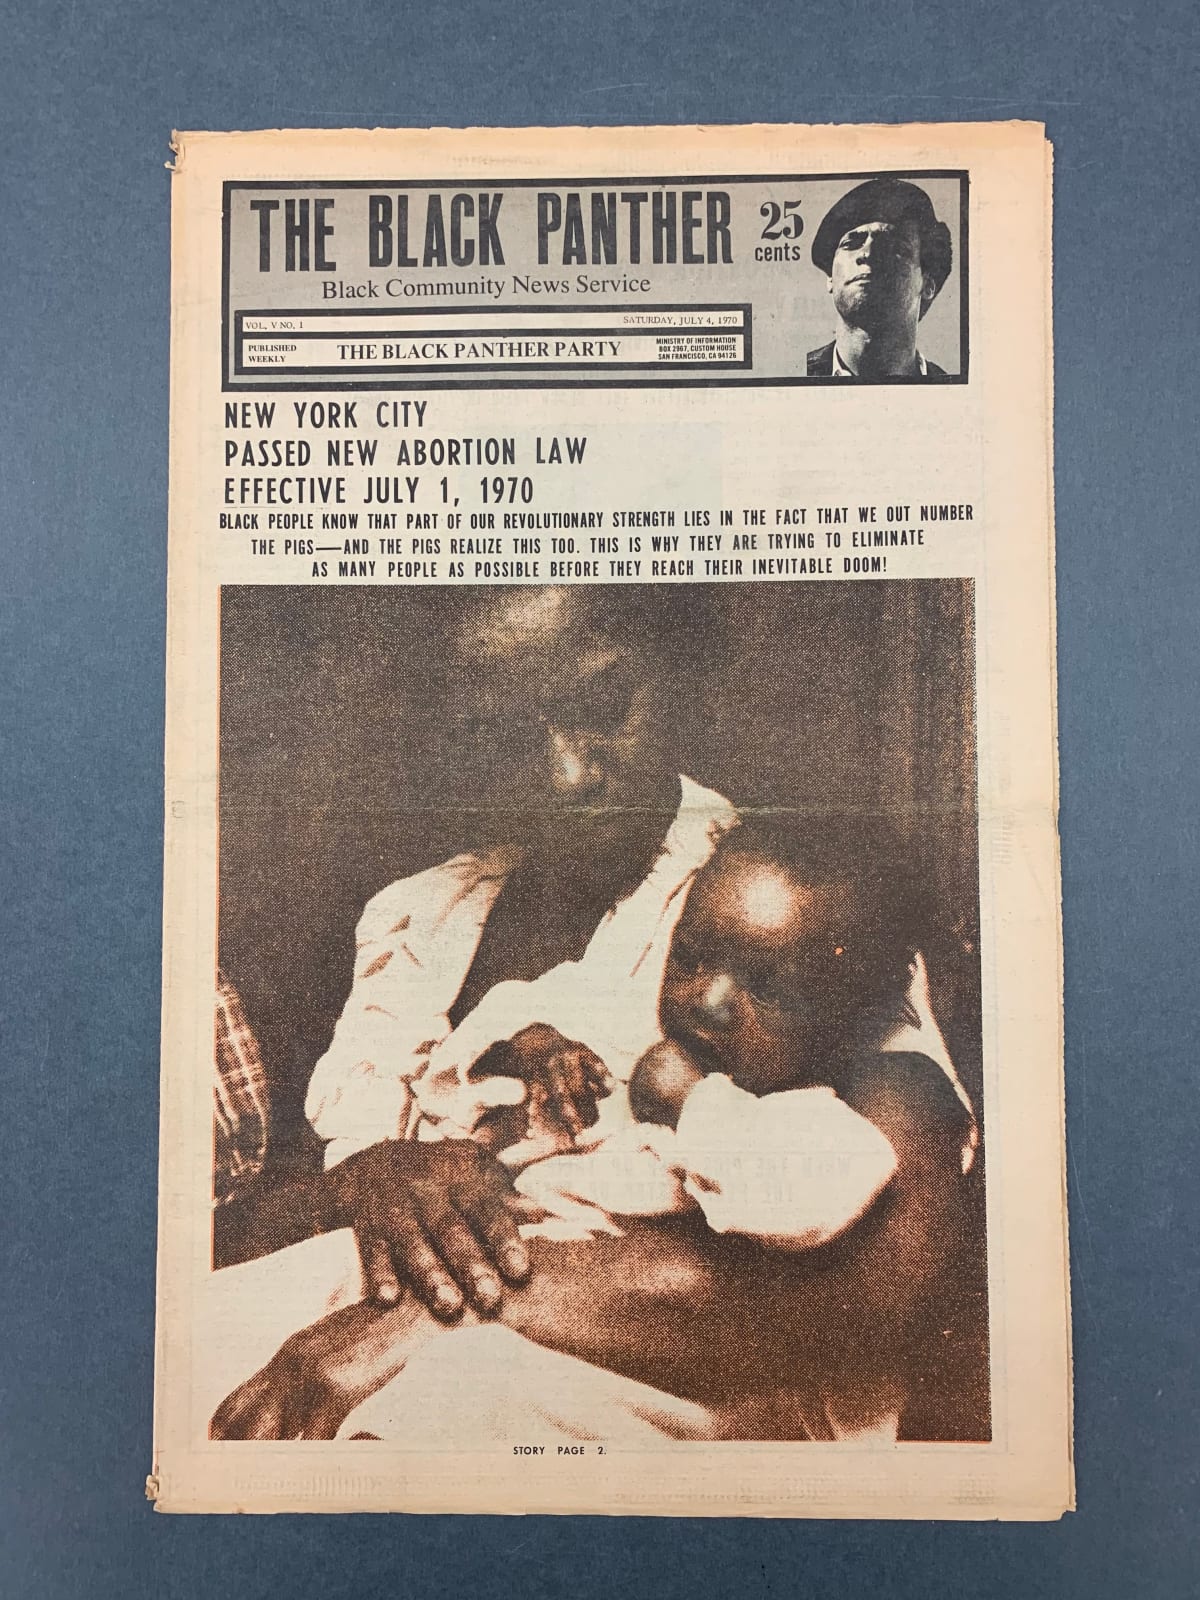 THE BLACK PANTHER
25
cents
Black Community News Service
VOL. V NO. 1
SATURDAY, JULY 4, 1970
PUBLISHED
WEEKLY
THE BLACK PANTHER PARTY
MINISTRY OF INFORMATION
BOX 2967, CUSTOM HOUSE
SAN FRANCISCO, CA 94126
NEW YORK CITY
PASSED NEW ABORTION LAW
EFFECTIVE JULY 1, 1970
BLACK PEOPLE KNOW THAT PART OF OUR REVOLUTIONARY STRENGTH LIES IN THE FACT THAT WE OUT NUMBER
THE PIGS—AND THE PIGS REALIZE THIS TOO. THIS IS WHY THEY ARE TRYING TO ELIMINATE
AS MANY PEOPLE AS POSSIBLE BEFORE THEY REACH THEIR INEVITABLE DOOM!
STORY PAGE 2.